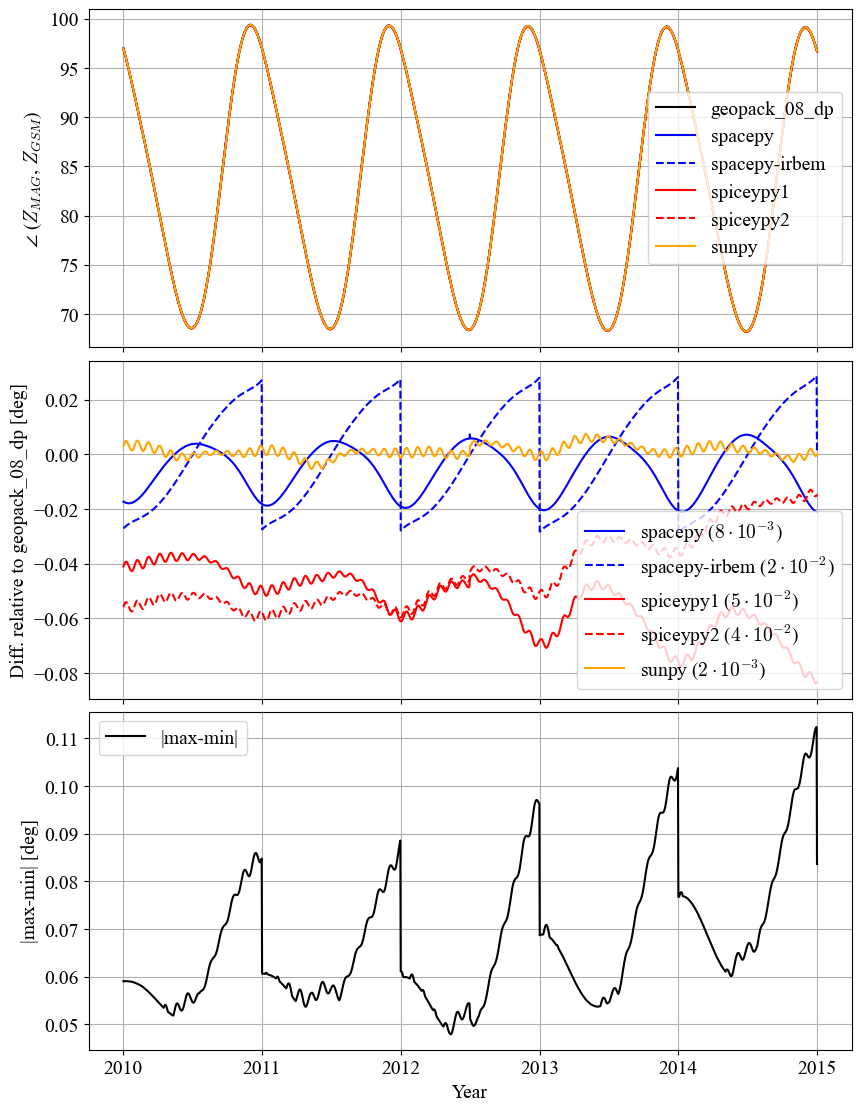 100
95
90
85
80
75
70
∠ (Z_MAG, Z_GSM)
geopack_08_dp
spacepy
spacepy-irbem
spiceypy1
spiceypy2
sunpy
0.02
0.00
−0.02
−0.04
−0.06
−0.08
Diff. relative to geopack_08_dp [deg]
spacepy (8 · 10⁻³)
spacepy-irbem (2 · 10⁻²)
spiceypy1 (5 · 10⁻²)
spiceypy2 (4 · 10⁻²)
sunpy (2 · 10⁻³)
0.11
0.10
0.09
0.08
0.07
0.06
0.05
|max-min| [deg]
|max-min|
2010 2011 2012 2013 2014 2015
Year